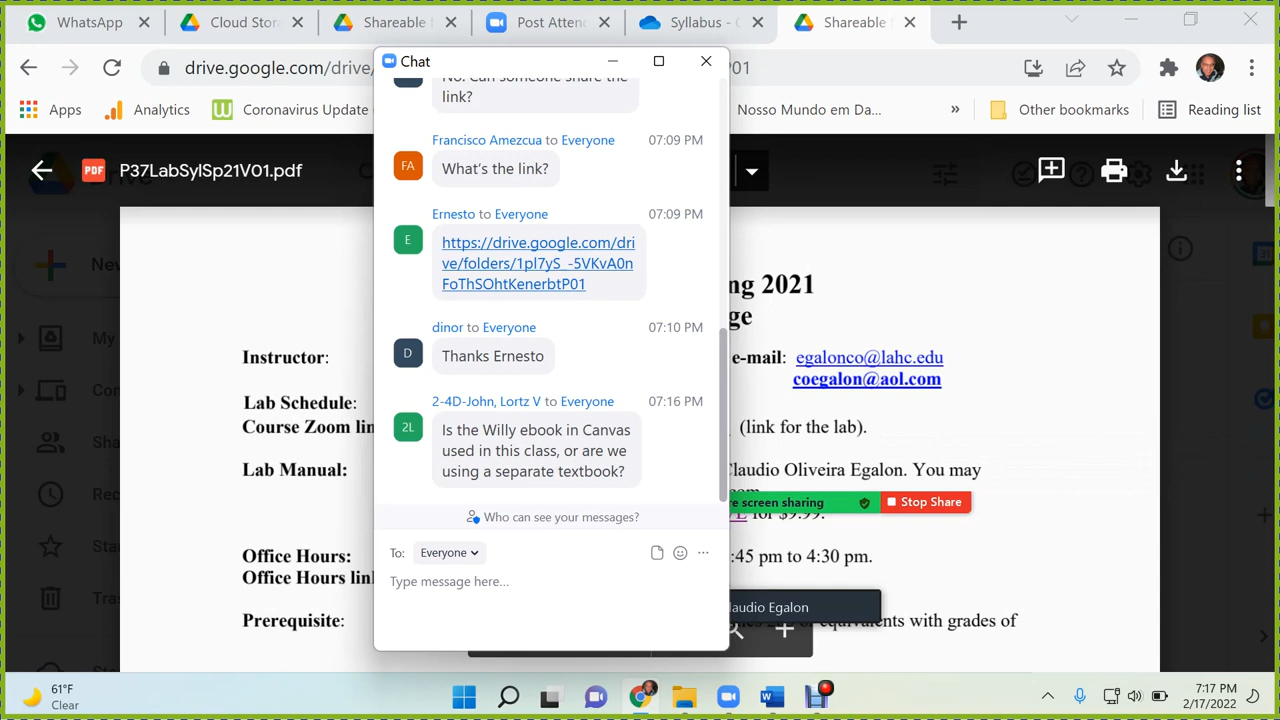 WhatsApp
Cloud Stora
Shareable
Post Attend
Syllabus - C
Shareable
drive.google.com/drive/
01
Apps
Analytics
Coronavirus Update
Nosso Mundo em Da...
»
Other bookmarks
Reading list
PDF
P37LabSylSp21V01.pdf
Chat
No. Can someone share the
link?
Francisco Amezcua to Everyone
07:09 PM
FA
What's the link?
Ernesto to Everyone
07:09 PM
E
https://drive.google.com/dri
ve/folders/1pl7yS_-5VKvA0n
FoThSOhtKenerbtP01
dinor to Everyone
07:10 PM
D
Thanks Ernesto
2-4D-John, Lortz V to Everyone
07:16 PM
2L
Is the Willy ebook in Canvas
used in this class, or are we
using a separate textbook?
Who can see your messages?
To: Everyone
Type message here...
ng 2021
ge
Instructor:
e-mail: egalonco@lahc.edu
coegalon@aol.com
Lab Schedule:
Course Zoom lin
(link for the lab).
Lab Manual:
Claudio Oliveira Egalon. You may
re screen sharing
Stop Share
for $9.99.
Office Hours:
:45 pm to 4:30 pm.
Office Hours link
laudio Egalon
Prerequisite:
equivalents with grades of
61°F
Clear
7:17 PM
2/17/2022